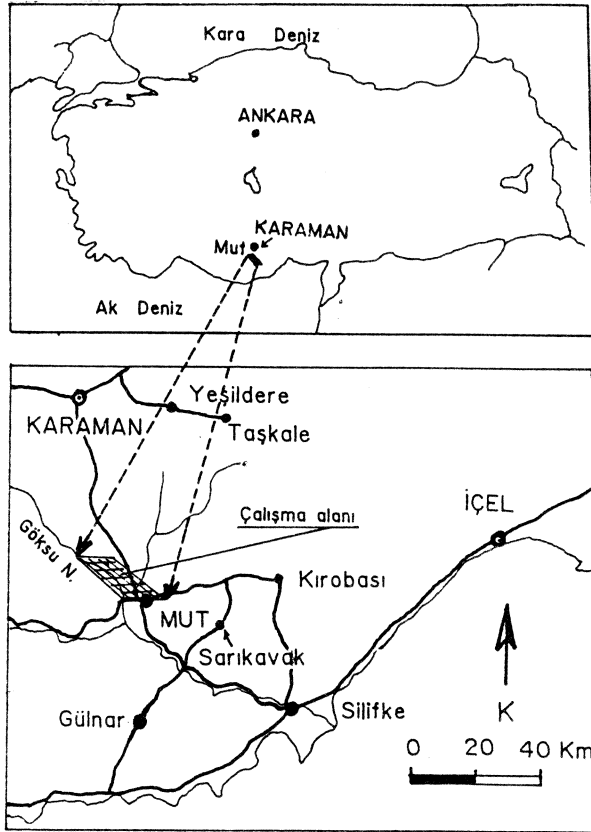 Kara Deniz
ANKARA
KARAMAN
Mut
Ak Deniz
Yeşildere
KARAMAN
Taşkale
İÇEL
Çalışma alanı
Göksu N.
Kırobası
MUT
Sarıkavak
Silifke
Gülnar
K
0 20 40 Km